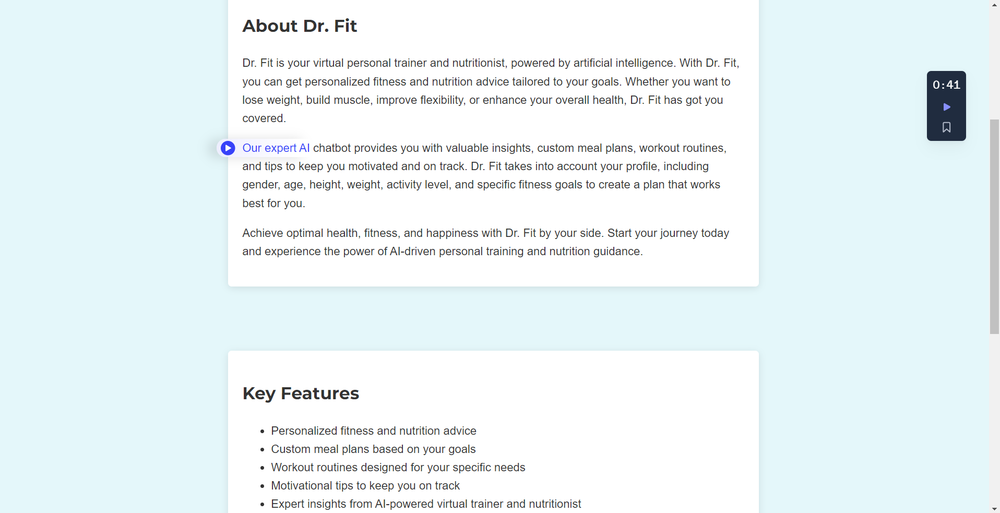 About Dr. Fit
Dr. Fit is your virtual personal trainer and nutritionist, powered by artificial intelligence. With Dr. Fit,
you can get personalized fitness and nutrition advice tailored to your goals. Whether you want to
lose weight, build muscle, improve flexibility, or enhance your overall health, Dr. Fit has got you
covered.
0:41
Our expert AI chatbot provides you with valuable insights, custom meal plans, workout routines,
and tips to keep you motivated and on track. Dr. Fit takes into account your profile, including
gender, age, height, weight, activity level, and specific fitness goals to create a plan that works
best for you.
Achieve optimal health, fitness, and happiness with Dr. Fit by your side. Start your journey today
and experience the power of AI-driven personal training and nutrition guidance.
Key Features
• Personalized fitness and nutrition advice
• Custom meal plans based on your goals
• Workout routines designed for your specific needs
• Motivational tips to keep you on track
• Expert insights from AI-powered virtual trainer and nutritionist